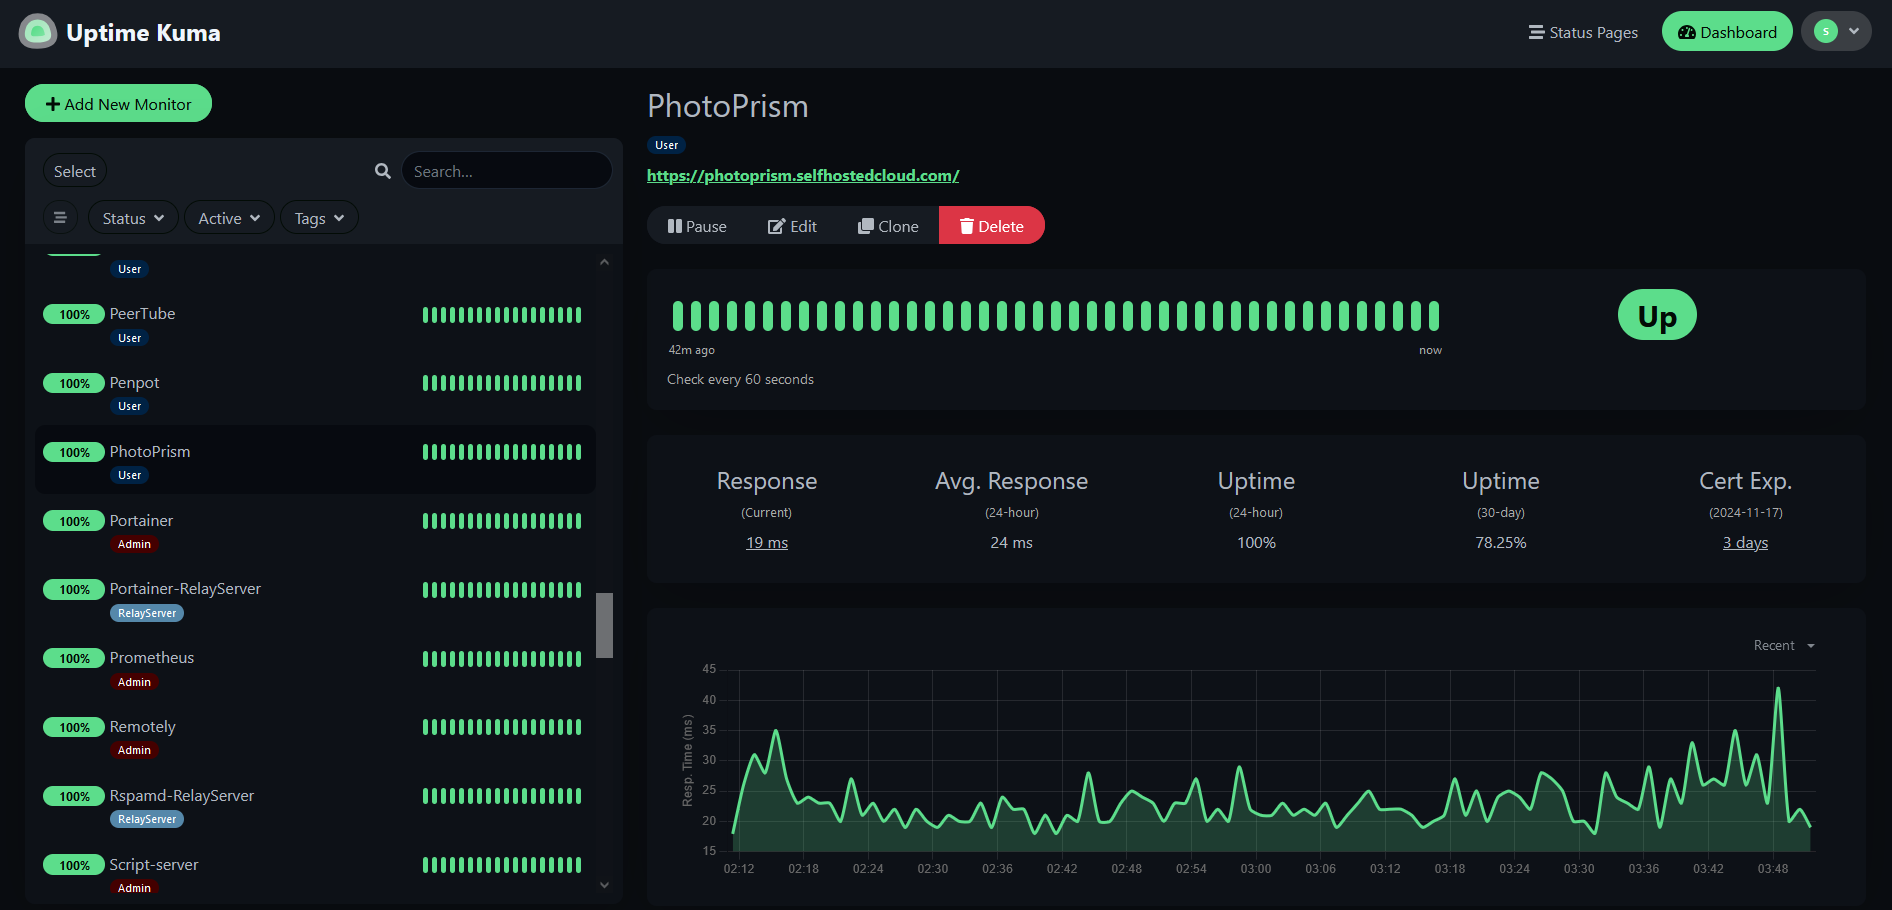 Uptime Kuma
Status Pages
Dashboard
S
Add New Monitor
Select
Search...
Status
Active
Tags
User
100% PeerTube
User
100% Penpot
User
100% PhotoPrism
User
100% Portainer
Admin
100% Portainer-RelayServer
RelayServer
100% Prometheus
Admin
100% Remotely
Admin
100% Rspamd-RelayServer
RelayServer
100% Script-server
Admin
PhotoPrism
User
https://photoprism.selfhostedcloud.com/
Pause Edit Clone Delete
Up
42m ago now
Check every 60 seconds
Response Avg. Response Uptime Uptime Cert Exp.
(Current) (24-hour) (24-hour) (30-day) (2024-11-17)
19 ms 24 ms 100% 78.25% 3 days
Recent
Resp. Time (ms)
45
40
35
30
25
20
15
02:12 02:18 02:24 02:30 02:36 02:42 02:48 02:54 03:00 03:06 03:12 03:18 03:24 03:30 03:36 03:42 03:48